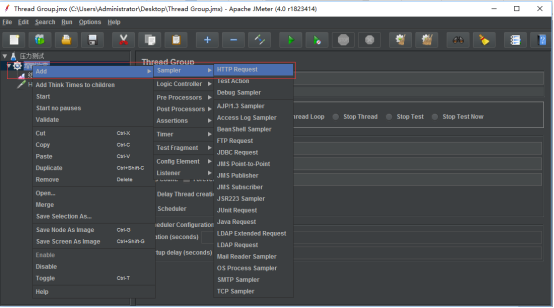 Thread Group.jmx (C:\Users\Administrator\Desktop\Thread Group.jmx) - Apache JMeter (4.0 r1823414)
File Edit Search Run Options Help
压力测试
Thread Group
Add
Add Think Times to children
Start
Start no pauses
Validate
Cut Ctrl-X
Copy Ctrl-C
Paste Ctrl-V
Duplicate Ctrl+Shift-C
Remove Delete
Open...
Merge
Save Selection As...
Save Node As Image Ctrl-G
Save Screen As Image Ctrl+Shift-G
Enable
Disable
Toggle Ctrl-T
Help
Sampler
Logic Controller
Pre Processors
Post Processors
Assertions
Timer
Test Fragment
Config Element
Listener
HTTP Request
Test Action
Debug Sampler
AJP/1.3 Sampler
Access Log Sampler
BeanShell Sampler
FTP Request
JDBC Request
JMS Point-to-Point
JMS Publisher
JMS Subscriber
JSR223 Sampler
JUnit Request
Java Request
LDAP Extended Request
LDAP Request
Mail Reader Sampler
OS Process Sampler
SMTP Sampler
TCP Sampler
hread Loop Stop Thread Stop Test Stop Test Now
Delay Thread creati
Scheduler
eduler Configuration
ation (seconds)
rtup delay (seconds)